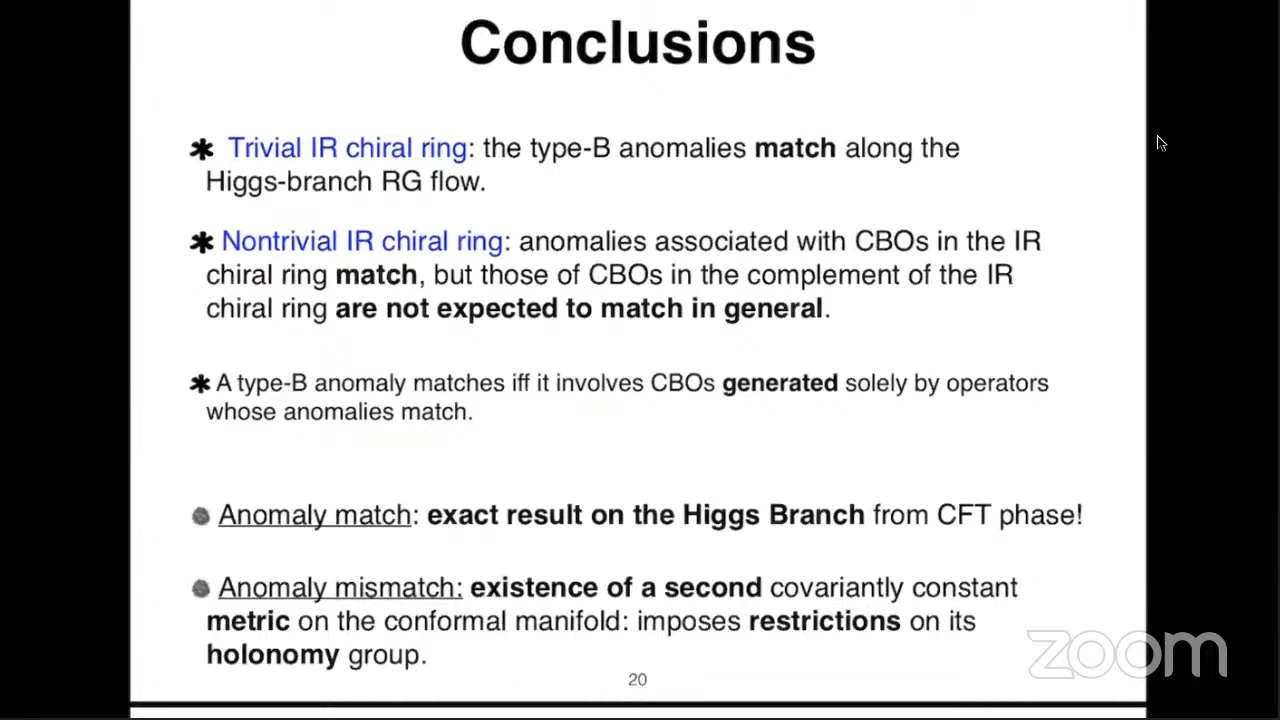 Conclusions
✱ Trivial IR chiral ring: the type-B anomalies match along the
Higgs-branch RG flow.
✱ Nontrivial IR chiral ring: anomalies associated with CBOs in the IR
chiral ring match, but those of CBOs in the complement of the IR
chiral ring are not expected to match in general.
✱ A type-B anomaly matches iff it involves CBOs generated solely by operators
whose anomalies match.
Anomaly match: exact result on the Higgs Branch from CFT phase!
Anomaly mismatch: existence of a second covariantly constant
metric on the conformal manifold: imposes restrictions on its
holonomy group.
20
zoom